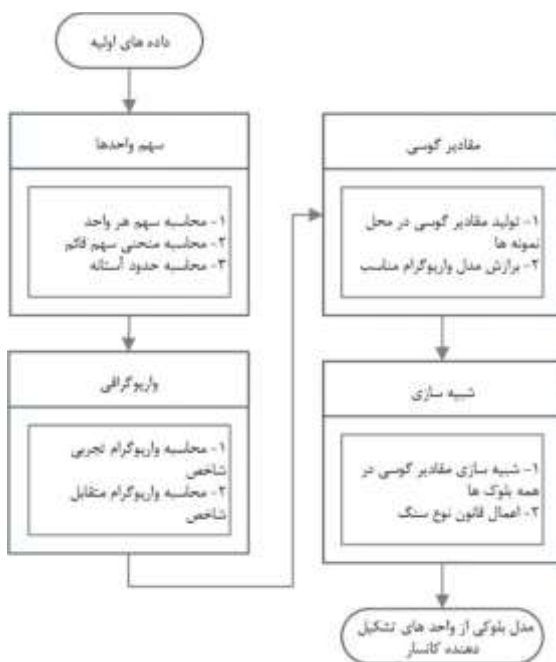 داده های اولیه
سهم واحدها
۱- محاسبه سهم هر واحد
۲- محاسبه منحنی سهم قائم
۳- محاسبه حدود آستانه
واریوگرافی
۱- محاسبه واریوگرام تجربی
شاخص
۲- محاسبه واریوگرام متقابل
شاخص
مقادیر گوسی
۱- تولید مقادیر گوسی در محل
نمونه ها
۲- برازش مدل واریوگرام مناسب
شبیه سازی
۱- شبیه سازی مقادیر گوسی در
همه بلوک ها
۲- اعمال قانون نوع سنگ
مدل بلوکی از واحد های تشکیل
دهنده کانسار